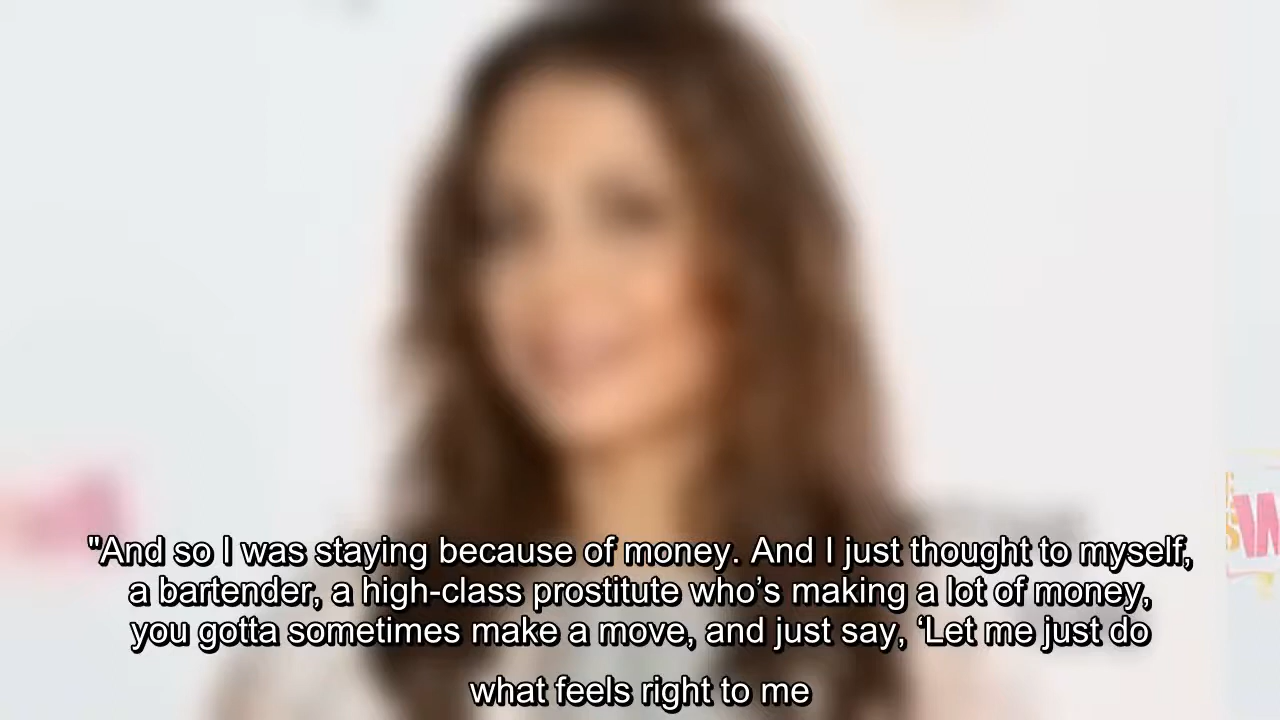 "And so I was staying because of money. And I just thought to myself,
a bartender, a high-class prostitute who’s making a lot of money,
you gotta sometimes make a move, and just say, ‘Let me just do
what feels right to me